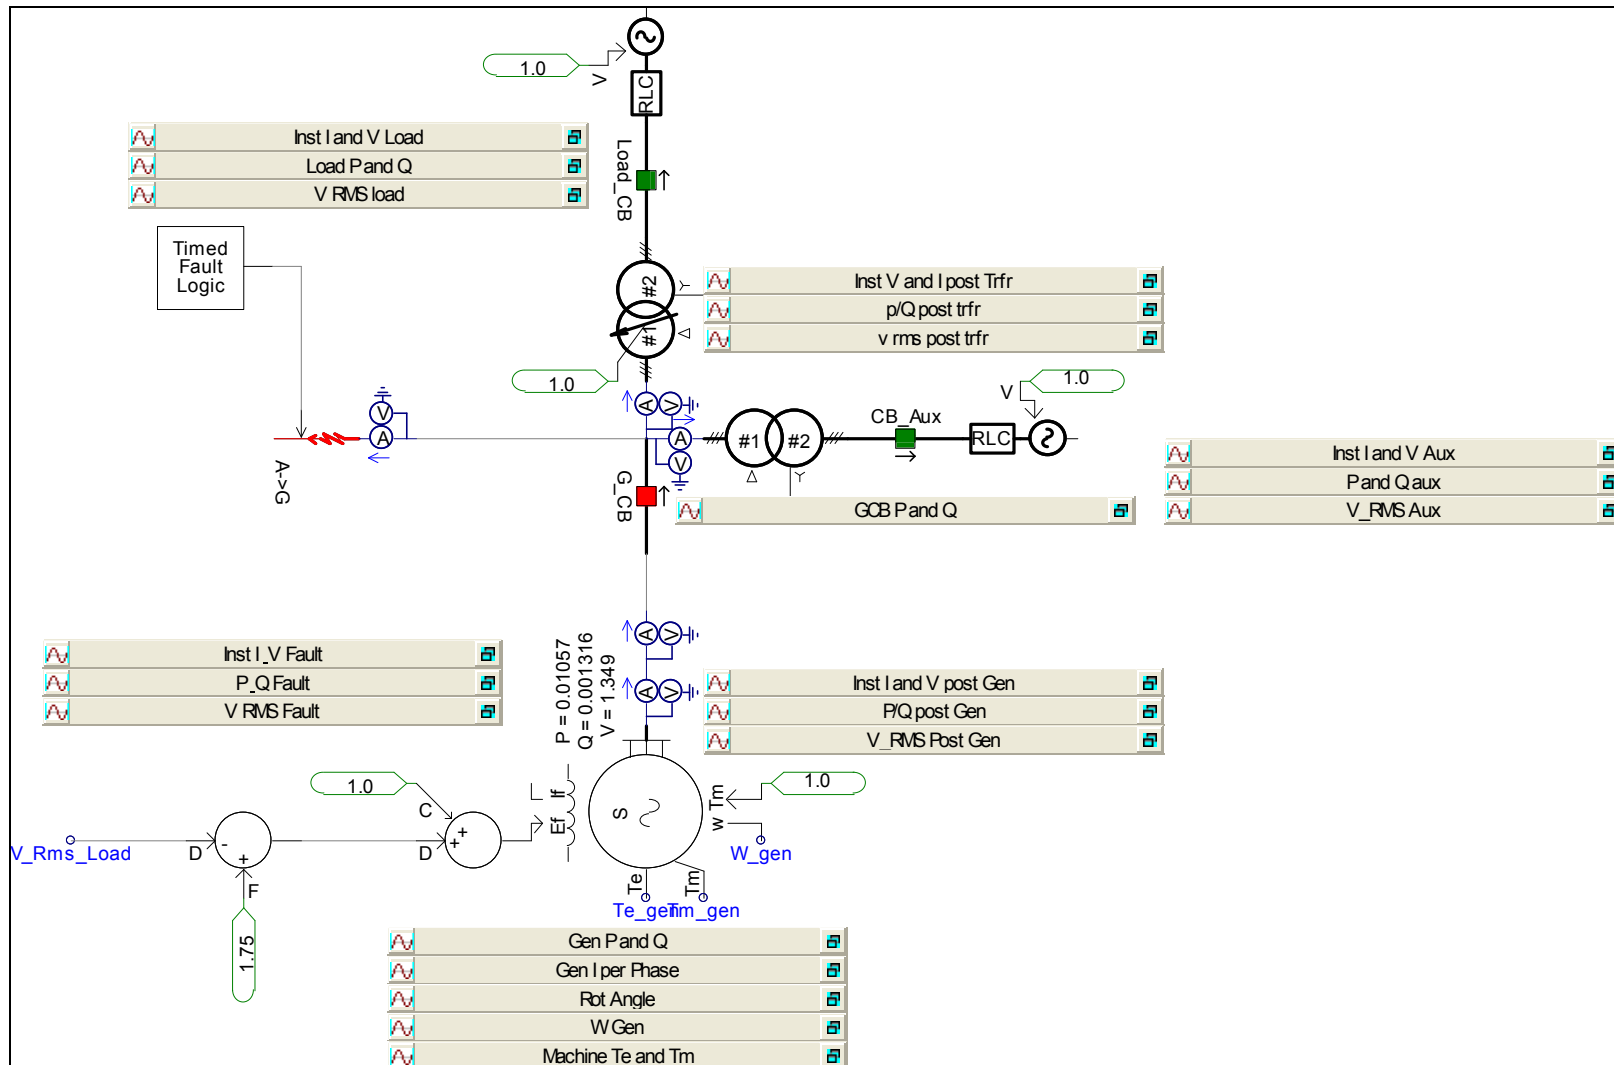 1.0
V
RLC
Inst I and V Load
Load P and Q
V RMS load
Load_CB
Timed
Fault
Logic
#2
#1
Inst V and I post Trfr
p/Q post trfr
v rms post trfr
1.0
1.0
V
A
V
V
A
A
V
#1
#2
CB_Aux
RLC
A->G
G_CB
GCB P and Q
Inst I and V Aux
P and Q aux
V_RMS Aux
A
V
A
V
P = 0.01057
Q = 0.001316
V = 1.349
Inst I_V Fault
P_Q Fault
V RMS Fault
Inst I and V post Gen
P/Q post Gen
V_RMS Post Gen
1.0
C
If
Ef
S
Tm
w
1.0
V_Rms_Load
D
-
+
F
1.75
D
+
+
W_gen
Te
Tm
Te_gen
Tm_gen
Gen P and Q
Gen I per Phase
Rot Angle
W Gen
Machine Te and Tm